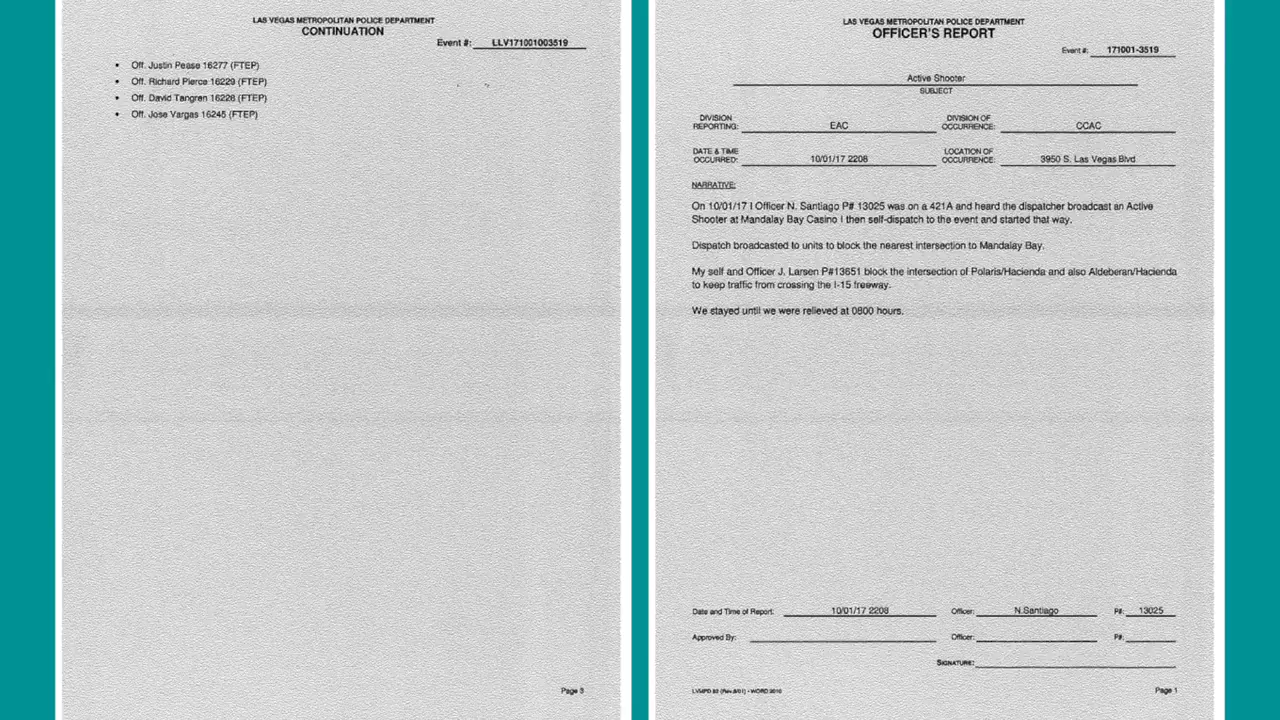 LAS VEGAS METROPOLITAN POLICE DEPARTMENT
CONTINUATION
Event #: LLV171001003519
• Off. Justin Pease 16277 (FTEP)
• Off. Richard Pierce 16229 (FTEP)
• Off. David Tangren 16228 (FTEP)
• Off. Jose Vargas 16245 (FTEP)
Page 3
LAS VEGAS METROPOLITAN POLICE DEPARTMENT
OFFICER'S REPORT
Event #: 171001-3519
Active Shooter
SUBJECT
DIVISION REPORTING: EAC DIVISION OF OCCURRENCE: CCAC
DATE & TIME OCCURRED: 10/01/17 2208 LOCATION OF OCCURRENCE: 3950 S. Las Vegas Blvd
NARRATIVE:
On 10/01/17 I Officer N. Santiago P# 13025 was on a 421A and heard the dispatcher broadcast an Active
Shooter at Mandalay Bay Casino I then self-dispatch to the event and started that way.
Dispatch broadcasted to units to block the nearest intersection to Mandalay Bay.
My self and Officer J. Larsen P#13651 block the intersection of Polaris/Hacienda and also Aldeberan/Hacienda
to keep traffic from crossing the I-15 freeway.
We stayed until we were relieved at 0800 hours.
Date and Time of Report: 10/01/17 2208 Officer: N.Santiago P#: 13025
Approved By: Officer: P#:
SIGNATURE:
LVMPD 82 (Rev.8/01) • WORD 2010
Page 1